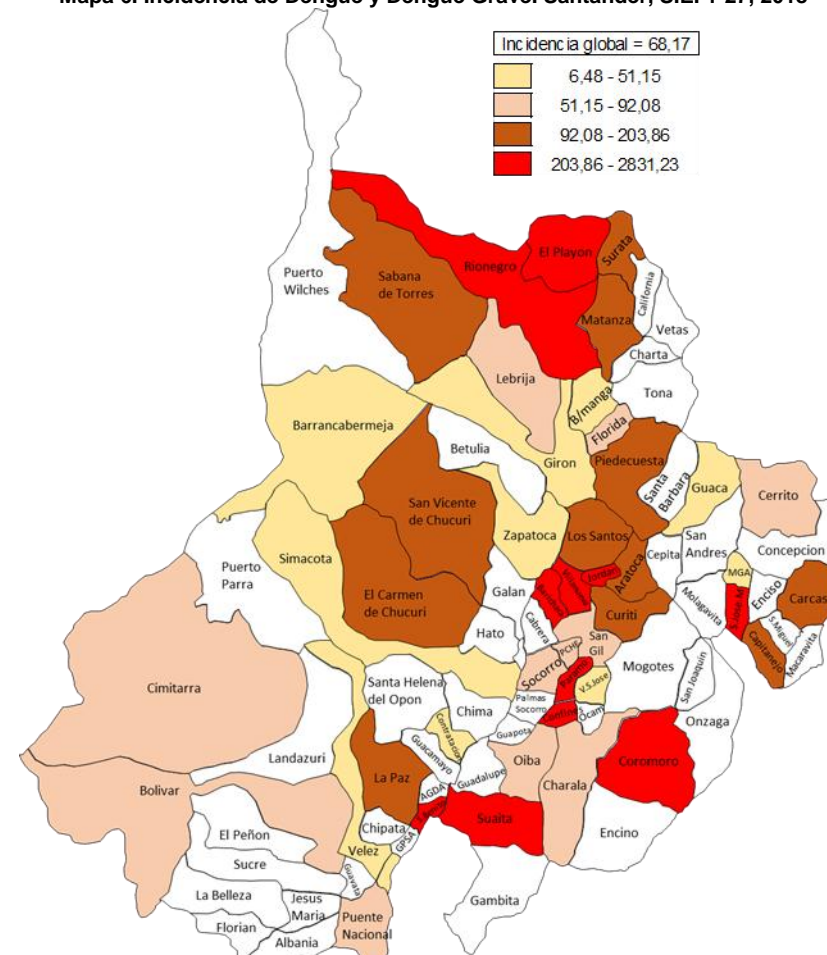 Incidencia global = 68,17
6,48 - 51,15
51,15 - 92,08
92,08 - 203,86
203,86 - 2831,23
El Playon
Surata
Rionegro
Puerto
Wilches
Sabana
de Torres
California
Matanza
Vetas
Charta
Lebrija
Tona
B/manga
Barrancabermeja
Florida
Betulia
Giron
Piedecuesta
Santa
Barbara
Guaca
Cerrito
San Vicente
de Chucuri
Zapatoca
Los Santos
San
Andres
Simacota
Cepita
Concepcion
Puerto
Parra
Aratoca
MGA
Enciso
Carcas
El Carmen
de Chucuri
Galan
Curiti
Molagavita
S.Miguel
Hato
Cabrera
San
Gil
PCHE
Capitanejo
Macaravita
Socorro
Mogotes
San Joaquin
Cimitarra
Santa Helena
del Opon
Paramo
V.S.Jose
Chima
Palmas
Socorro
Confines
Ocam
Onzaga
Contratacion
Guapota
Landazuri
Guacamayo
Oiba
Coromoro
La Paz
Guadalupe
Charala
Bolivar
AGDA
Suaita
El Peñon
Chipata
GPSA
Encino
Sucre
Velez
Guavata
La Belleza
Jesus
Maria
Gambita
Florian
Puente
Nacional
Albania